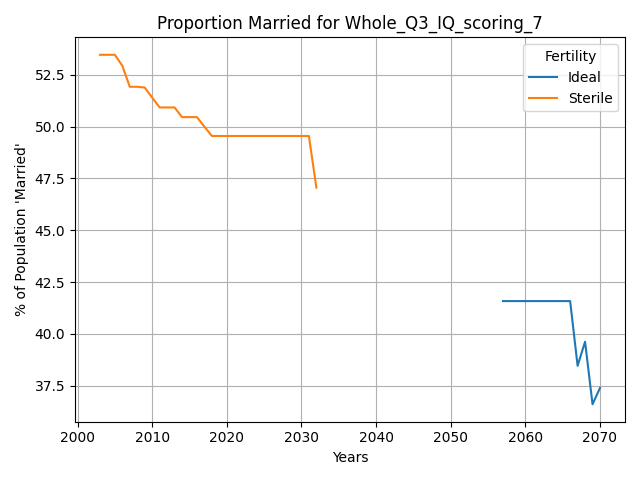 Proportion Married for Whole_Q3_IQ_scoring_7
% of Population 'Married'
52.5
50.0
47.5
45.0
42.5
40.0
37.5
Fertility
Ideal
Sterile
2000 2010 2020 2030 2040 2050 2060 2070
Years